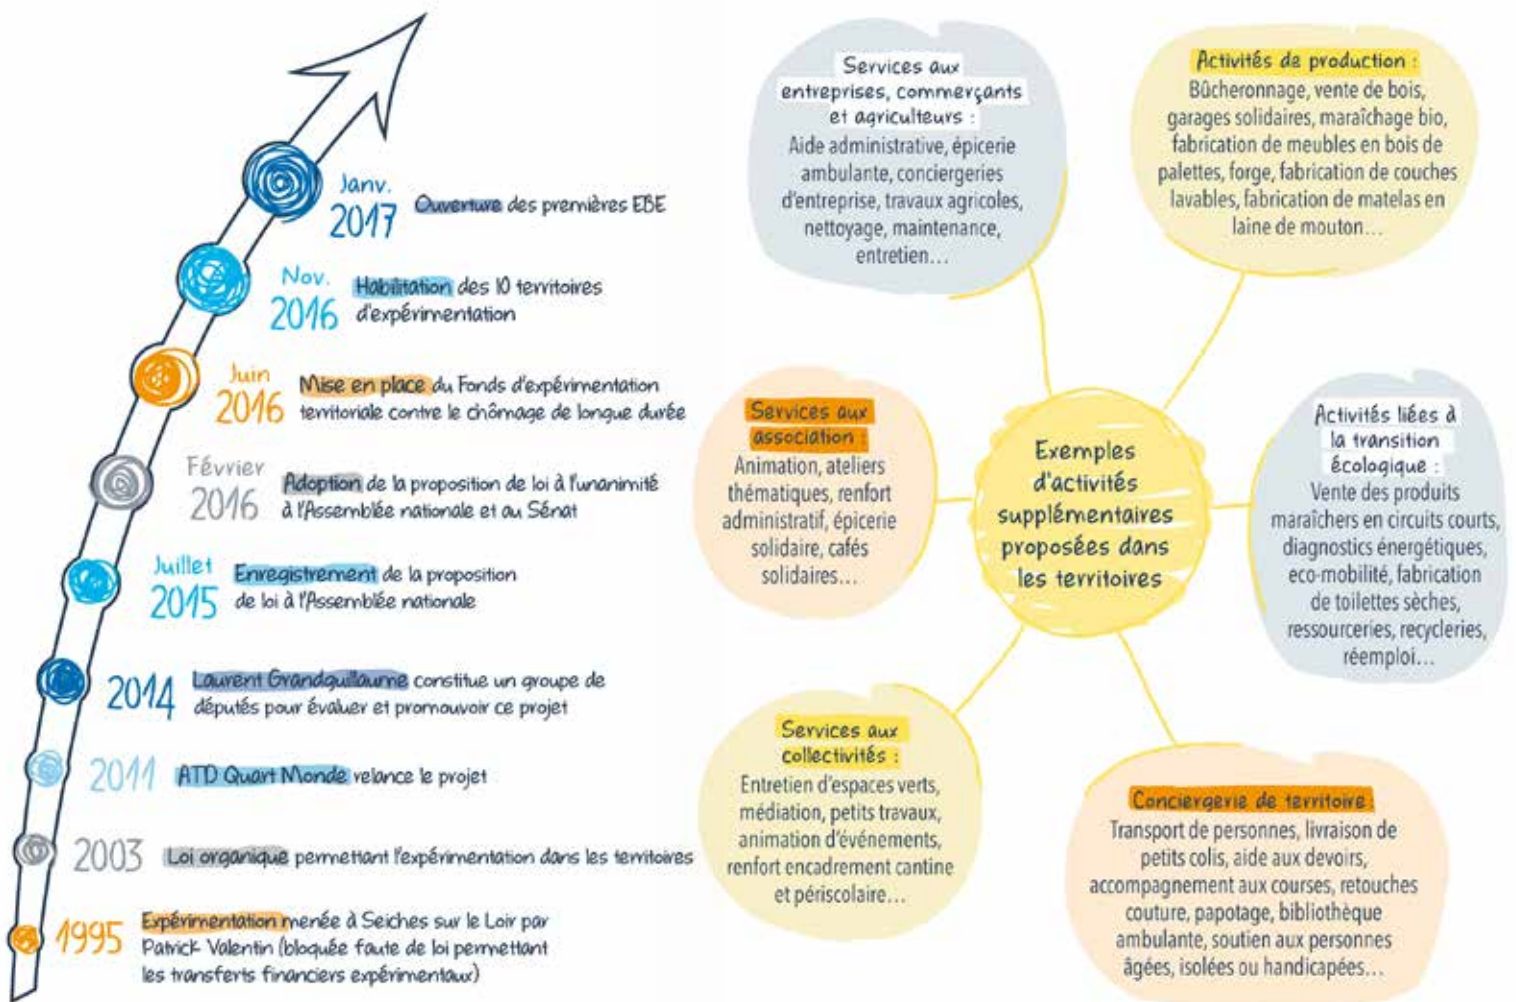 Janv.
2017
Ouverture des premières EBE
Nov.
2016
Habilitation des 10 territoires
d'expérimentation
Juin
2016
Mise en place du Fonds d'expérimentation
territoriale contre le chômage de longue durée
Février
2016
Adoption de la proposition de loi à l'unanimité
à l'Assemblée nationale et au Sénat
Juillet
2015
Enregistrement de la proposition
de loi à l'Assemblée nationale
2014
Laurent Grandguillaume constitue un groupe de
députés pour évaluer et promouvoir ce projet
2011
ATD Quart Monde relance le projet
2003
Loi organique permettant l'expérimentation dans les territoires
1995
Expérimentation menée à Seiches sur le Loir par
Patrick Valentin (bloquée faute de loi permettant
les transferts financiers expérimentaux)
Services aux
entreprises, commerçants
et agriculteurs :
Aide administrative, épicerie
ambulante, conciergeries
d'entreprise, travaux agricoles,
nettoyage, maintenance,
entretien...
Activités de production :
Bûcheronnage, vente de bois,
garages solidaires, maraîchage bio,
fabrication de meubles en bois de
palettes, forge, fabrication de couches
lavables, fabrication de matelas en
laine de mouton...
Services aux
association :
Animation, ateliers
thématiques, renfort
administratif, épicerie
solidaire, cafés
solidaires...
Exemples
d'activités
supplémentaires
proposées dans
les territoires
Activités liées à
la transition
écologique :
Vente des produits
maraîchers en circuits courts,
diagnostics énergétiques,
eco-mobilité, fabrication
de toilettes sèches,
ressourceries, recycleries,
réemploi...
Services aux
collectivités :
Entretien d'espaces verts,
médiation, petits travaux,
animation d'événements,
renfort encadrement cantine
et périscolaire...
Conciergerie de territoire :
Transport de personnes, livraison de
petits colis, aide aux devoirs,
accompagnement aux courses, retouches
couture, papotage, bibliothèque
ambulante, soutien aux personnes
âgées, isolées ou handicapées...